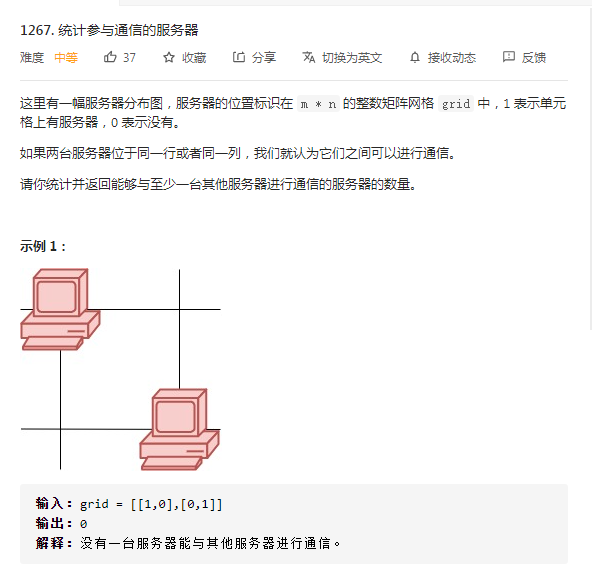 1267. 统计参与通信的服务器
难度 中等 37 收藏 分享 切换为英文 接收动态 反馈
这里有一幅服务器分布图，服务器的位置标识在 m * n 的整数矩阵网格 grid 中，1 表示单元
格上有服务器，0 表示没有。
如果两台服务器位于同一行或者同一列，我们就认为它们之间可以进行通信。
请你统计并返回能够与至少一台其他服务器进行通信的服务器的数量。
示例 1：
输入：grid = [[1,0],[0,1]]
输出：0
解释：没有一台服务器能与其他服务器进行通信。